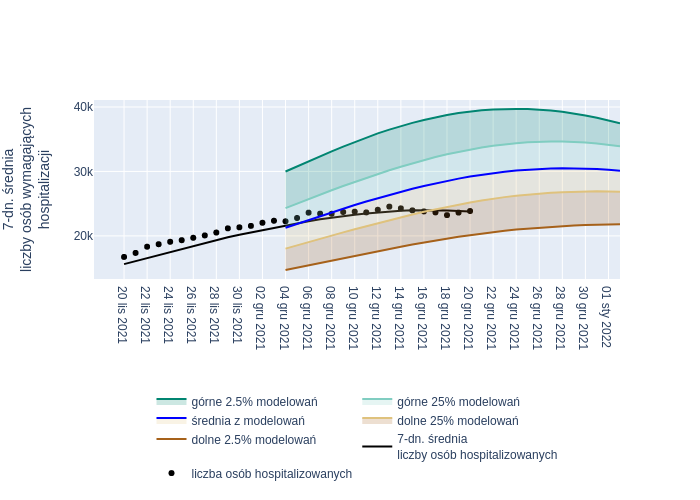 7-dn. średnia
liczby osób wymagających
hospitalizacji
40k
30k
20k
20 lis 2021
22 lis 2021
24 lis 2021
26 lis 2021
28 lis 2021
30 lis 2021
02 gru 2021
04 gru 2021
06 gru 2021
08 gru 2021
10 gru 2021
12 gru 2021
14 gru 2021
16 gru 2021
18 gru 2021
20 gru 2021
22 gru 2021
24 gru 2021
26 gru 2021
28 gru 2021
30 gru 2021
01 sty 2022
górne 2.5% modelowań
górne 25% modelowań
średnia z modelowań
dolne 25% modelowań
dolne 2.5% modelowań
7-dn. średnia
liczby osób hospitalizowanych
liczba osób hospitalizowanych